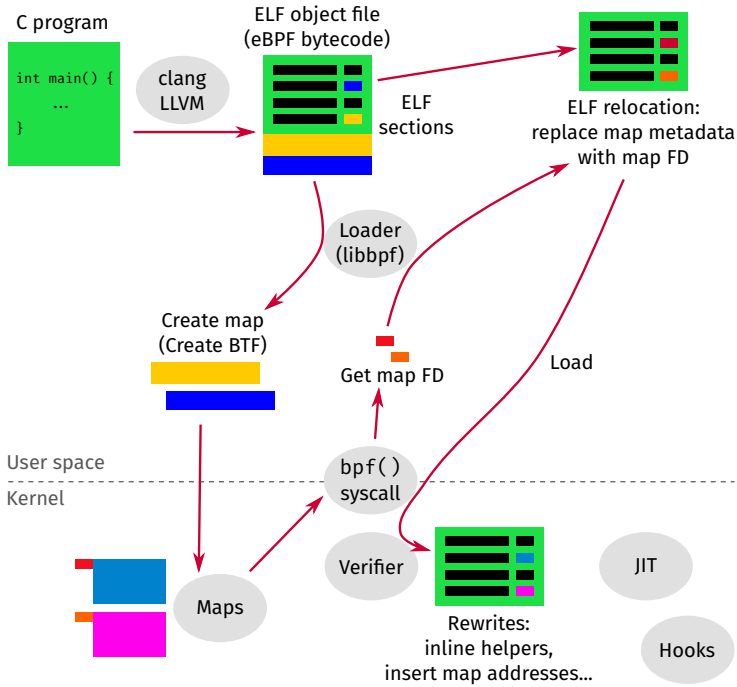 C program
int main() {
...
}
clang
LLVM
ELF object file
(eBPF bytecode)
ELF
sections
ELF relocation:
replace map metadata
with map FD
Loader
(libbpf)
Create map
(Create BTF)
Get map FD
Load
User space
Kernel
bpf()
syscall
Maps
Verifier
Rewrites:
inline helpers,
insert map addresses...
JIT
Hooks